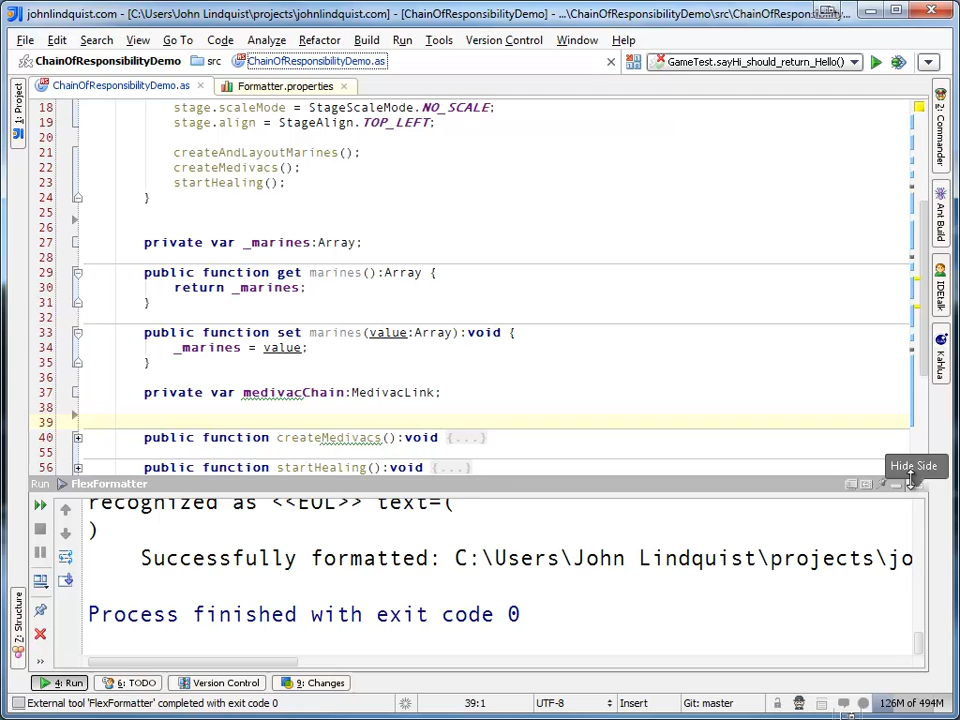 johnlindquist.com] - [C:\Users\John Lindquist\projects\johnlindquist.com] - [ChainOfResponsibilityDemo] - ...\ChainOfResponsibilityDemo\src\ChainOfRespon
File Edit Search View Go To Code Analyze Refactor Build Run Tools Version Control Window Help
ChainOfResponsibilityDemo src ChainOfResponsibilityDemo.as GameTest.sayHi_should_return_Hello()
ChainOfResponsibilityDemo.as Formatter.properties
18 stage.scaleMode = StageScaleMode.NO_SCALE;
19 stage.align = StageAlign.TOP_LEFT;
20
21 createAndLayoutMarines();
22 createMedivacs();
23 startHealing();
24 }
25
26
27 private var _marines:Array;
28
29 public function get marines():Array {
30 return _marines;
31 }
32
33 public function set marines(value:Array):void {
34 _marines = value;
35 }
36
37 private var medivacChain:MedivacLink;
38
39
40 public function createMedivacs():void {...}
55
56 public function startHealing():void {...}
1: Project
7: Structure
Commander
Ant Build
IDEtalk
Kahlua
Hide Side
Run FlexFormatter
recognized as <<EOL>> text=(
)
Successfully formatted: C:\Users\John Lindquist\projects\jo
Process finished with exit code 0
4: Run 6: TODO Version Control 9: Changes
External tool 'FlexFormatter' completed with exit code 0 39:1 UTF-8 Insert Git: master 126M of 494M